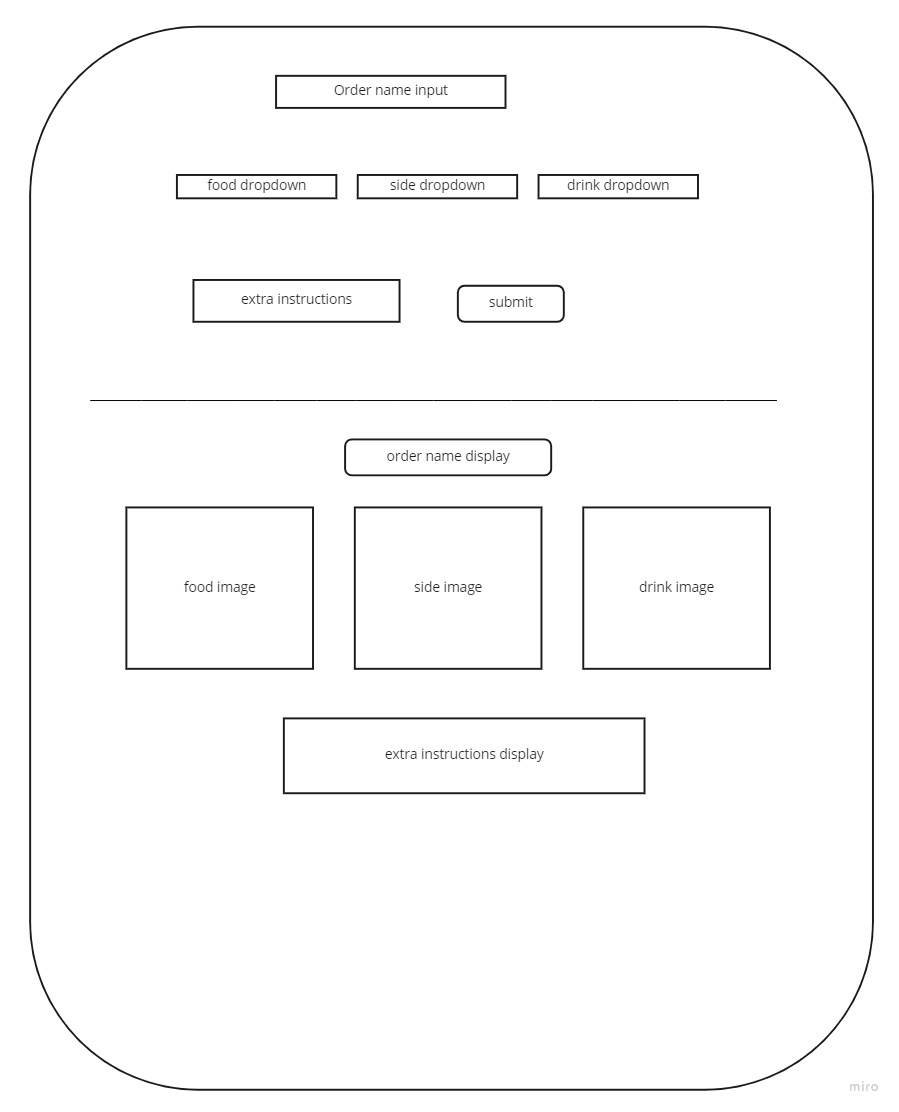 Order name input
food dropdown
side dropdown
drink dropdown
extra instructions
submit
order name display
food image
side image
drink image
extra instructions display
miro